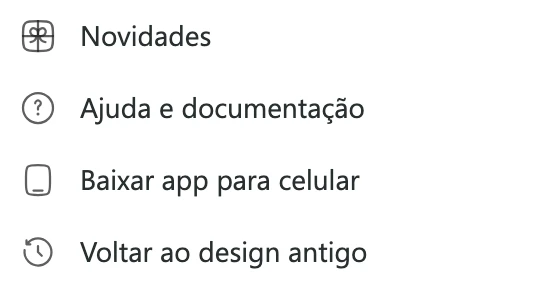 Novidades
Ajuda e documentação
Baixar app para celular
Voltar ao design antigo